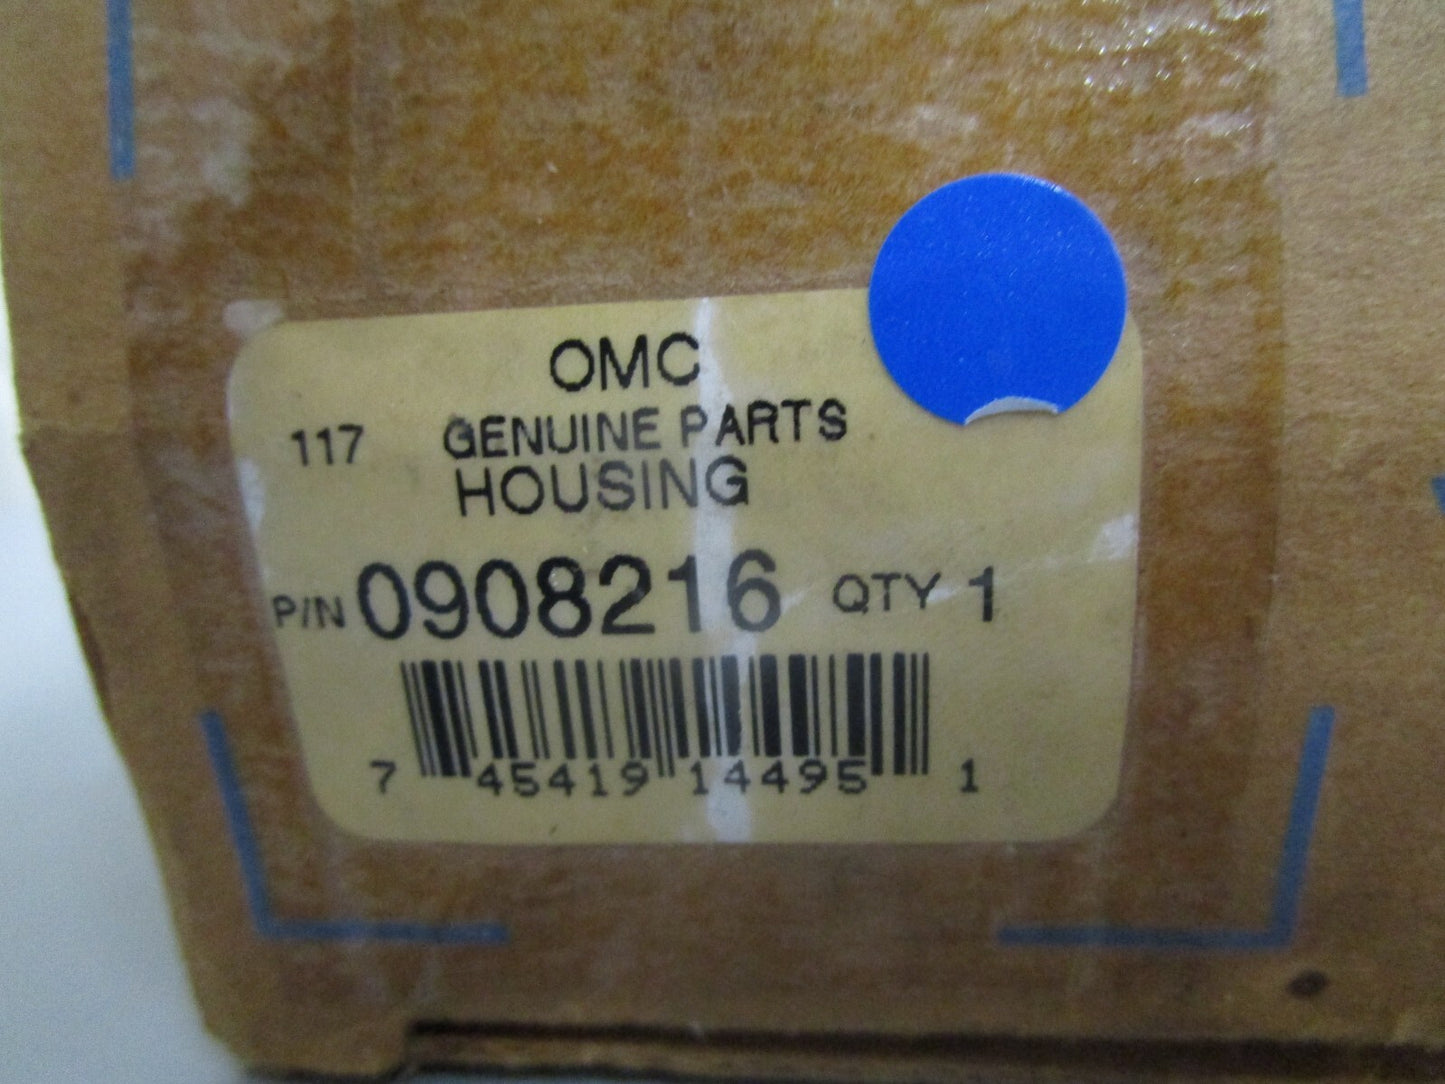 OMC
117 GENUINE PARTS
HOUSING
P/N 0908216 QTY 1
7 45419 14495 1